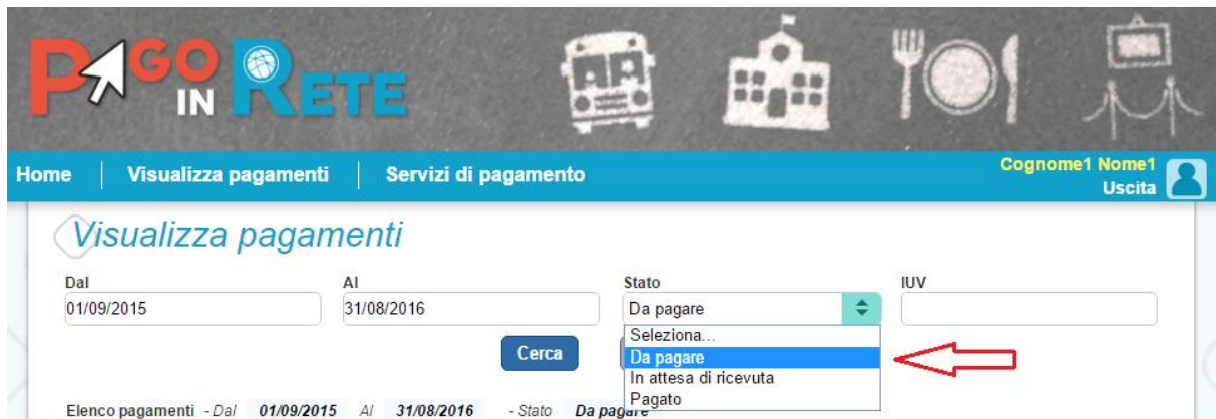 PAGO
IN RETE
Home Visualizza pagamenti Servizi di pagamento
Cognome1 Nome1
Uscita
Visualizza pagamenti
Dal Al Stato IUV
01/09/2015 31/08/2016 Da pagare
Seleziona...
Cerca
Da pagare
In attesa di ricevuta
Pagato
Elenco pagamenti - Dal 01/09/2015 Al 31/08/2016 - Stato Da pagare